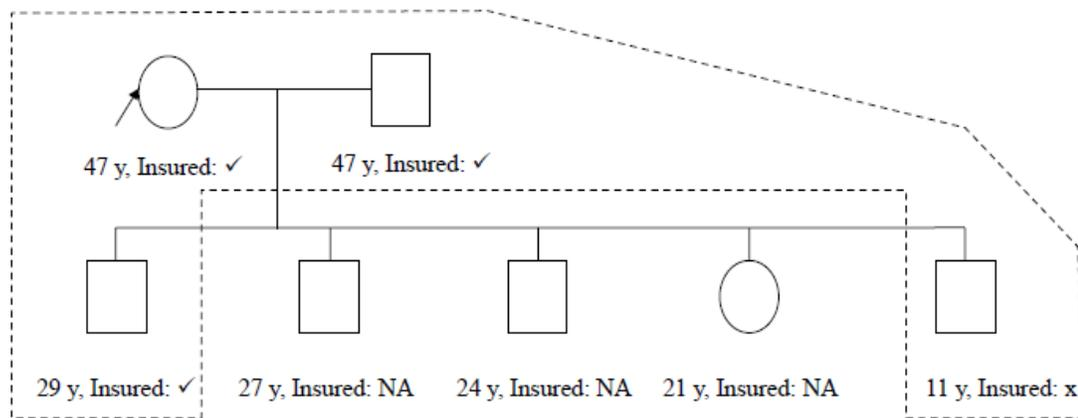 47 y, Insured: ✓
47 y, Insured: ✓
29 y, Insured: ✓
27 y, Insured: NA
24 y, Insured: NA
21 y, Insured: NA
11 y, Insured: x